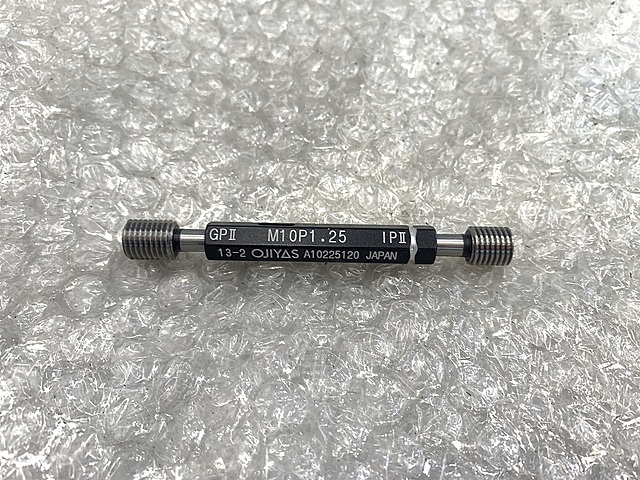 GPⅡ M10P1.25 IPⅡ
13-2 OJIYAS A10225120 JAPAN